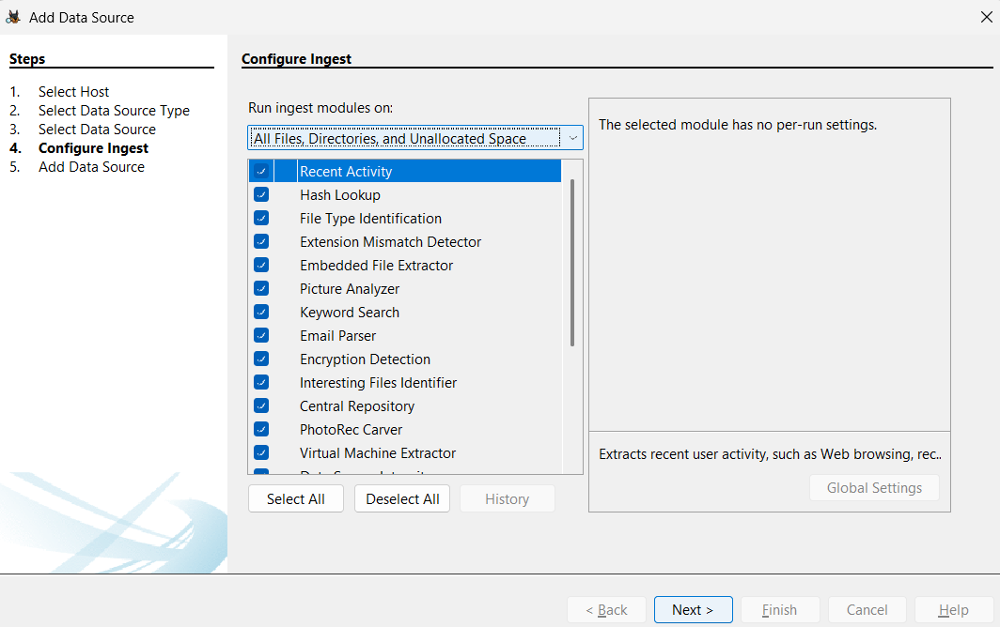 Add Data Source
Steps
1. Select Host
2. Select Data Source Type
3. Select Data Source
4. Configure Ingest
5. Add Data Source
Configure Ingest
Run ingest modules on:
All Files, Directories, and Unallocated Space
Recent Activity
Hash Lookup
File Type Identification
Extension Mismatch Detector
Embedded File Extractor
Picture Analyzer
Keyword Search
Email Parser
Encryption Detection
Interesting Files Identifier
Central Repository
PhotoRec Carver
Virtual Machine Extractor
Select All
Deselect All
History
The selected module has no per-run settings.
Extracts recent user activity, such as Web browsing, rec..
Global Settings
< Back
Next >
Finish
Cancel
Help